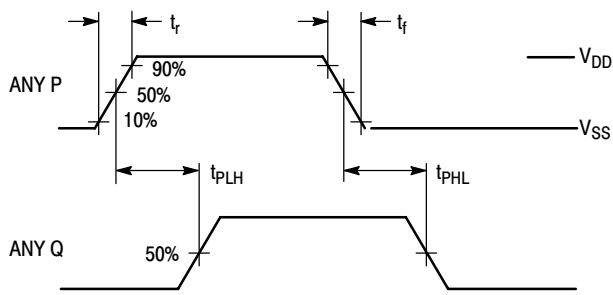 tr
tf
VDD
90%
ANY P
50%
10%
VSS
tPLH
tPHL
ANY Q
50%